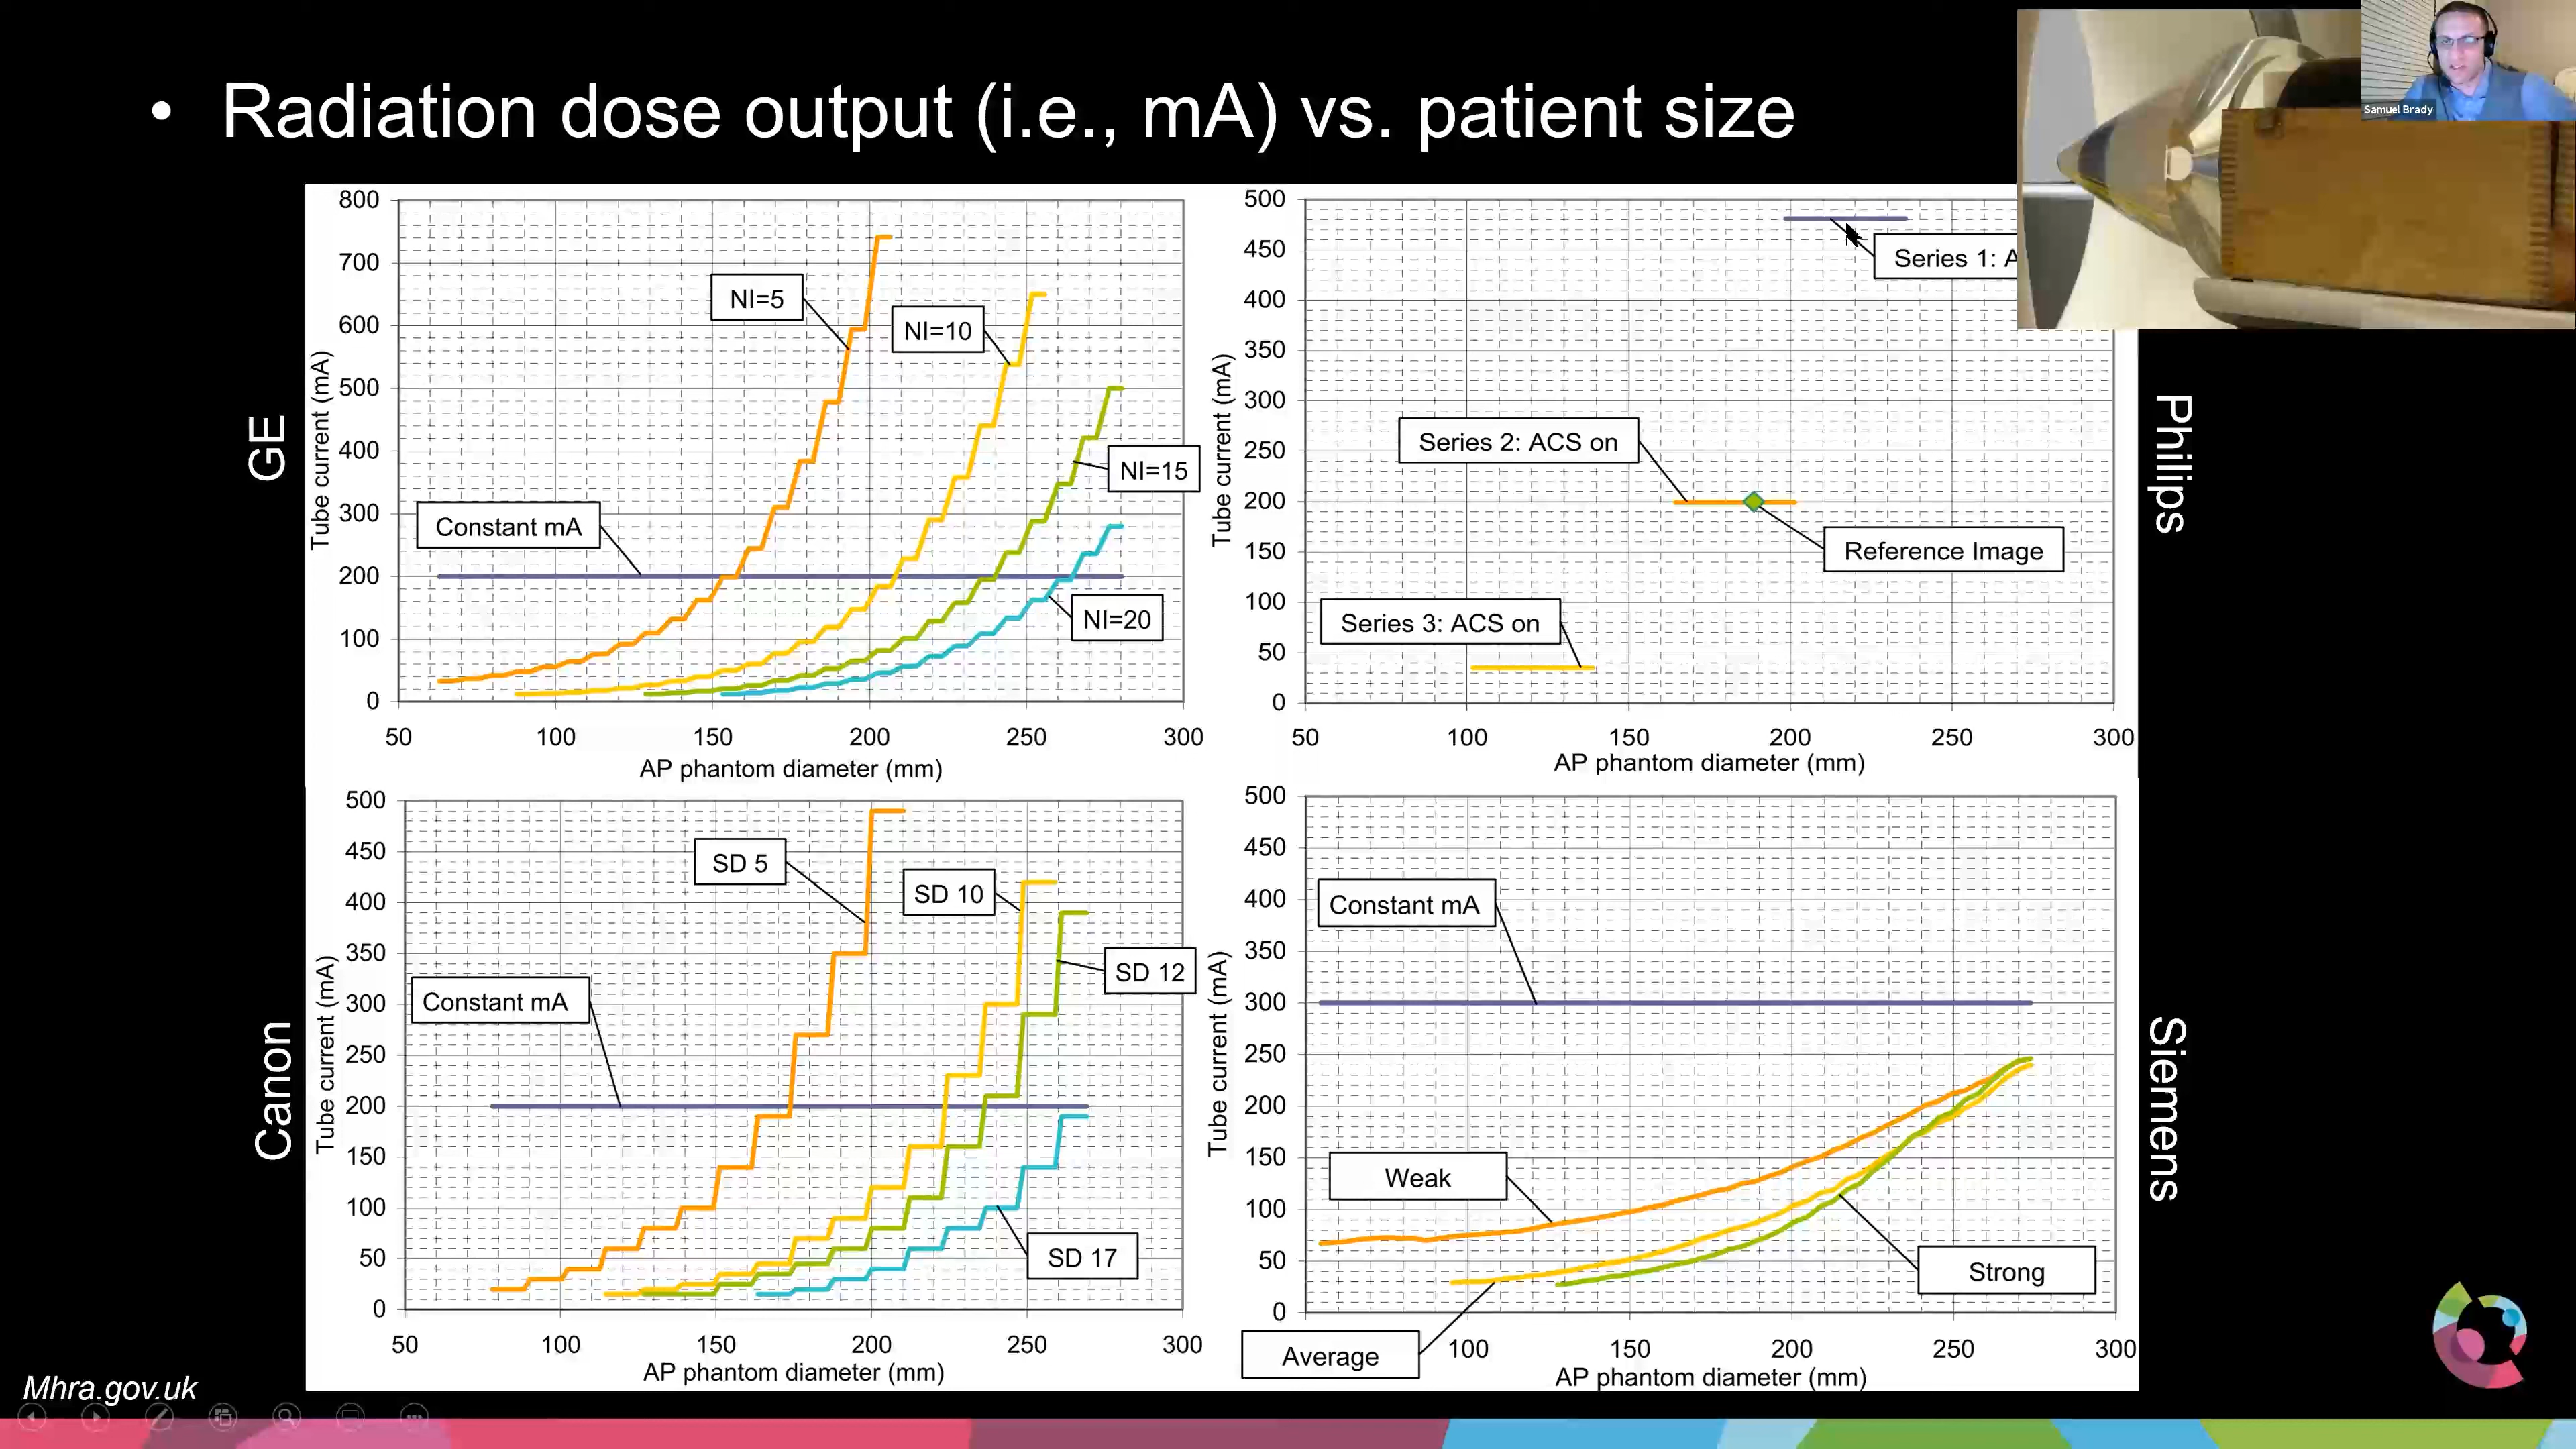 • Radiation dose output (i.e., mA) vs. patient size
Samuel Brady
GE
Tube current (mA)
800
700
600
500
400
300
200
100
0
NI=5
NI=10
NI=15
NI=20
Constant mA
50 100 150 200 250 300
AP phantom diameter (mm)
Philips
Tube current (mA)
500
450
400
350
300
250
200
150
100
50
0
Series 1: A
Series 2: ACS on
Reference Image
Series 3: ACS on
50 100 150 200 250 300
AP phantom diameter (mm)
Canon
Tube current (mA)
500
450
400
350
300
250
200
150
100
50
0
SD 5
SD 10
SD 12
Constant mA
SD 17
50 100 150 200 250 300
AP phantom diameter (mm)
Siemens
Tube current (mA)
500
450
400
350
300
250
200
150
100
50
0
Constant mA
Weak
Strong
Average
100 150 200 250 300
AP phantom diameter (mm)
Mhra.gov.uk